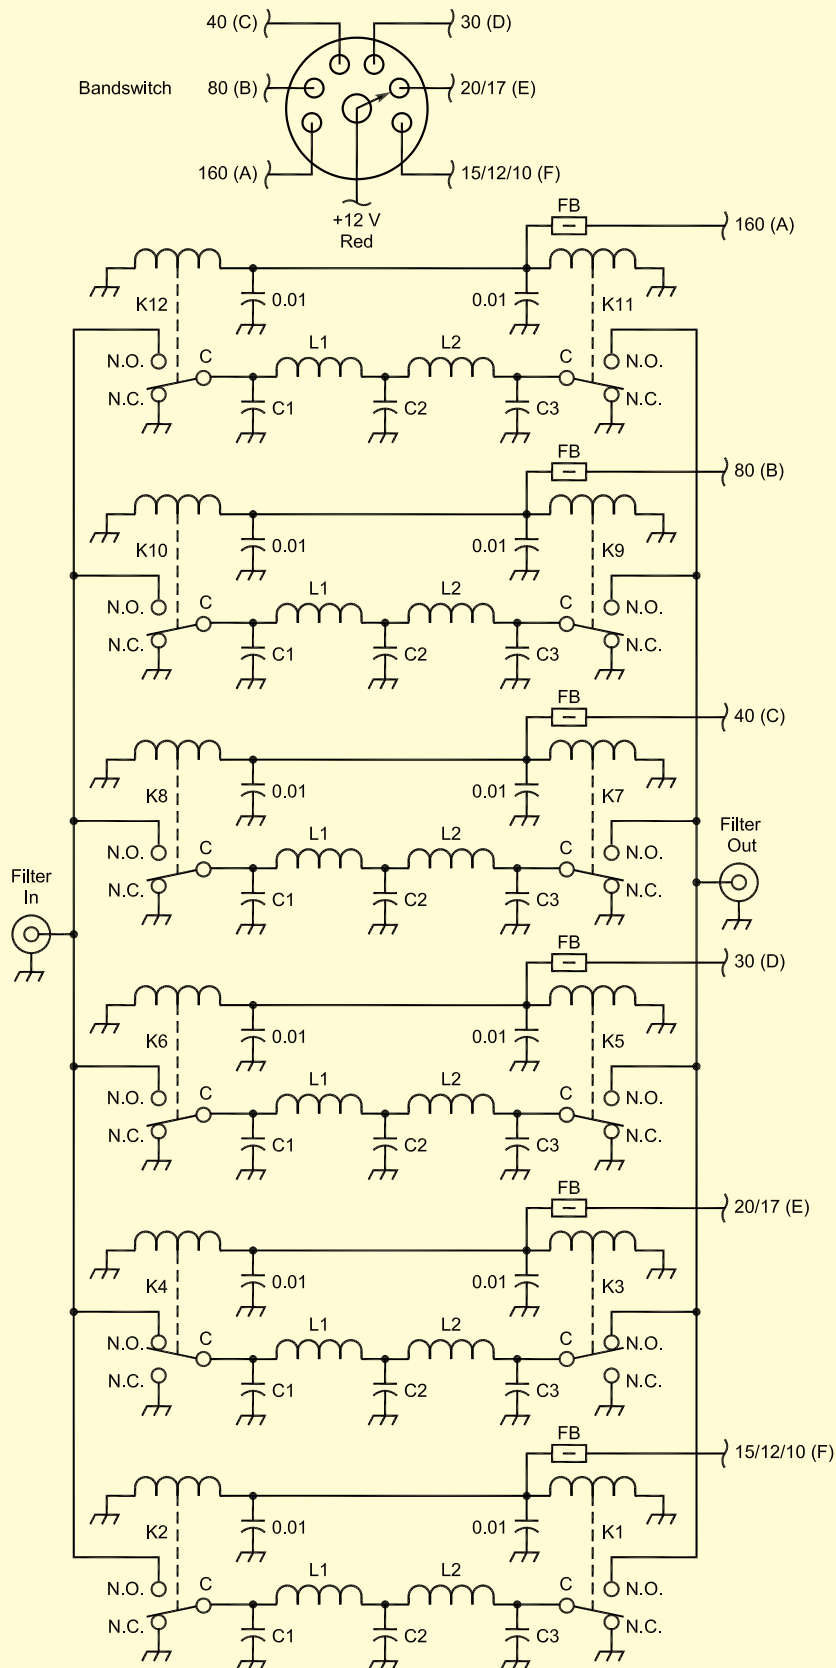 40 (C)
30 (D)
Bandswitch
80 (B)
20/17 (E)
160 (A)
15/12/10 (F)
+12 V
Red
FB
160 (A)
K12
0.01
0.01
K11
N.O.
C
L1
L2
C
N.O.
N.C.
C1
C2
C3
N.C.
FB
80 (B)
K10
0.01
0.01
K9
N.O.
C
L1
L2
C
N.O.
N.C.
C1
C2
C3
N.C.
FB
40 (C)
K8
0.01
0.01
K7
N.O.
C
L1
L2
C
N.O.
N.C.
C1
C2
C3
N.C.
Filter
In
Filter
Out
FB
30 (D)
K6
0.01
0.01
K5
N.O.
C
L1
L2
C
N.O.
N.C.
C1
C2
C3
N.C.
FB
20/17 (E)
K4
0.01
0.01
K3
N.O.
C
L1
L2
C
N.O.
N.C.
C1
C2
C3
N.C.
FB
15/12/10 (F)
K2
0.01
0.01
K1
N.O.
C
L1
L2
C
N.O.
N.C.
C1
C2
C3
N.C.